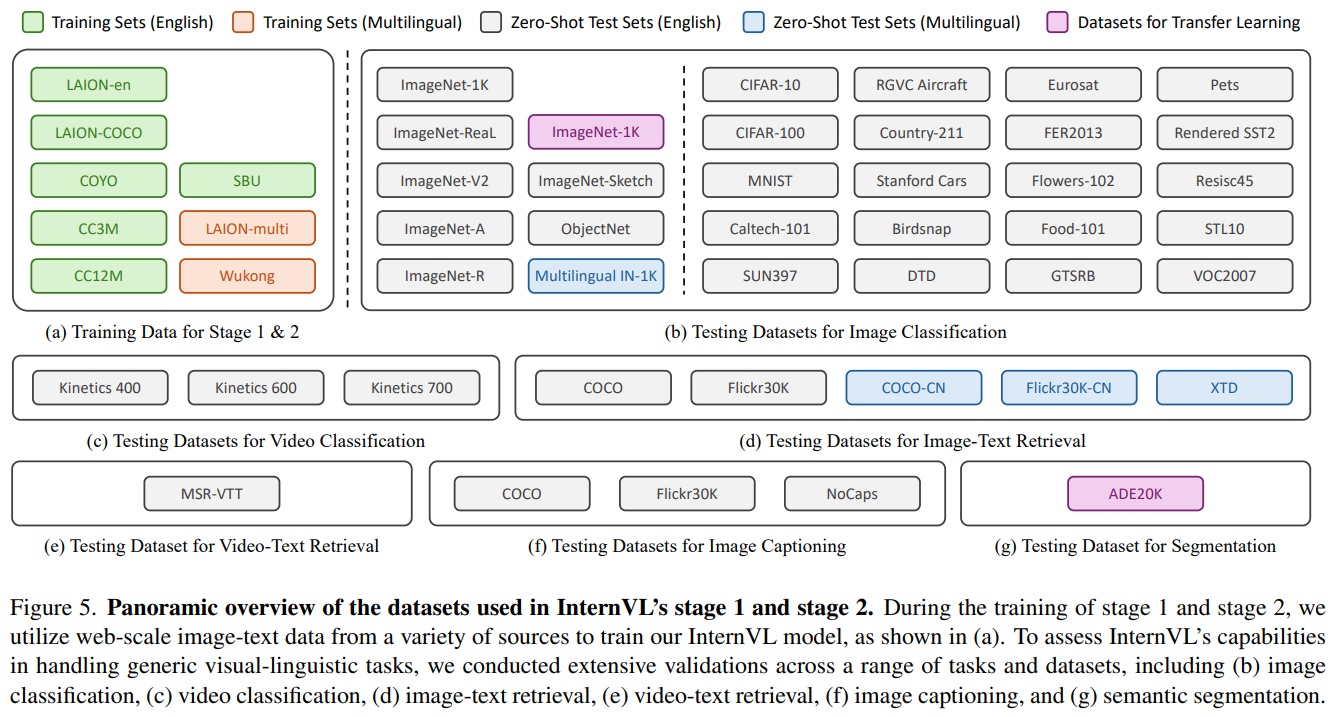 Training Sets (English)
Training Sets (Multilingual)
Zero-Shot Test Sets (English)
Zero-Shot Test Sets (Multilingual)
Datasets for Transfer Learning
LAION-en
LAION-COCO
COYO
SBU
CC3M
LAION-multi
CC12M
Wukong
(a) Training Data for Stage 1 & 2
ImageNet-1K
ImageNet-ReaL
ImageNet-1K
ImageNet-V2
ImageNet-Sketch
ImageNet-A
ObjectNet
ImageNet-R
Multilingual IN-1K
CIFAR-10
RGVC Aircraft
Eurosat
Pets
CIFAR-100
Country-211
FER2013
Rendered SST2
MNIST
Stanford Cars
Flowers-102
Resisc45
Caltech-101
Birdsnap
Food-101
STL10
SUN397
DTD
GTSRB
VOC2007
(b) Testing Datasets for Image Classification
Kinetics 400
Kinetics 600
Kinetics 700
(c) Testing Datasets for Video Classification
COCO
Flickr30K
COCO-CN
Flickr30K-CN
XTD
(d) Testing Datasets for Image-Text Retrieval
MSR-VTT
(e) Testing Dataset for Video-Text Retrieval
COCO
Flickr30K
NoCaps
(f) Testing Datasets for Image Captioning
ADE20K
(g) Testing Dataset for Segmentation
Figure 5. Panoramic overview of the datasets used in InternVL's stage 1 and stage 2. During the training of stage 1 and stage 2, we
utilize web-scale image-text data from a variety of sources to train our InternVL model, as shown in (a). To assess InternVL's capabilities
in handling generic visual-linguistic tasks, we conducted extensive validations across a range of tasks and datasets, including (b) image
classification, (c) video classification, (d) image-text retrieval, (e) video-text retrieval, (f) image captioning, and (g) semantic segmentation.